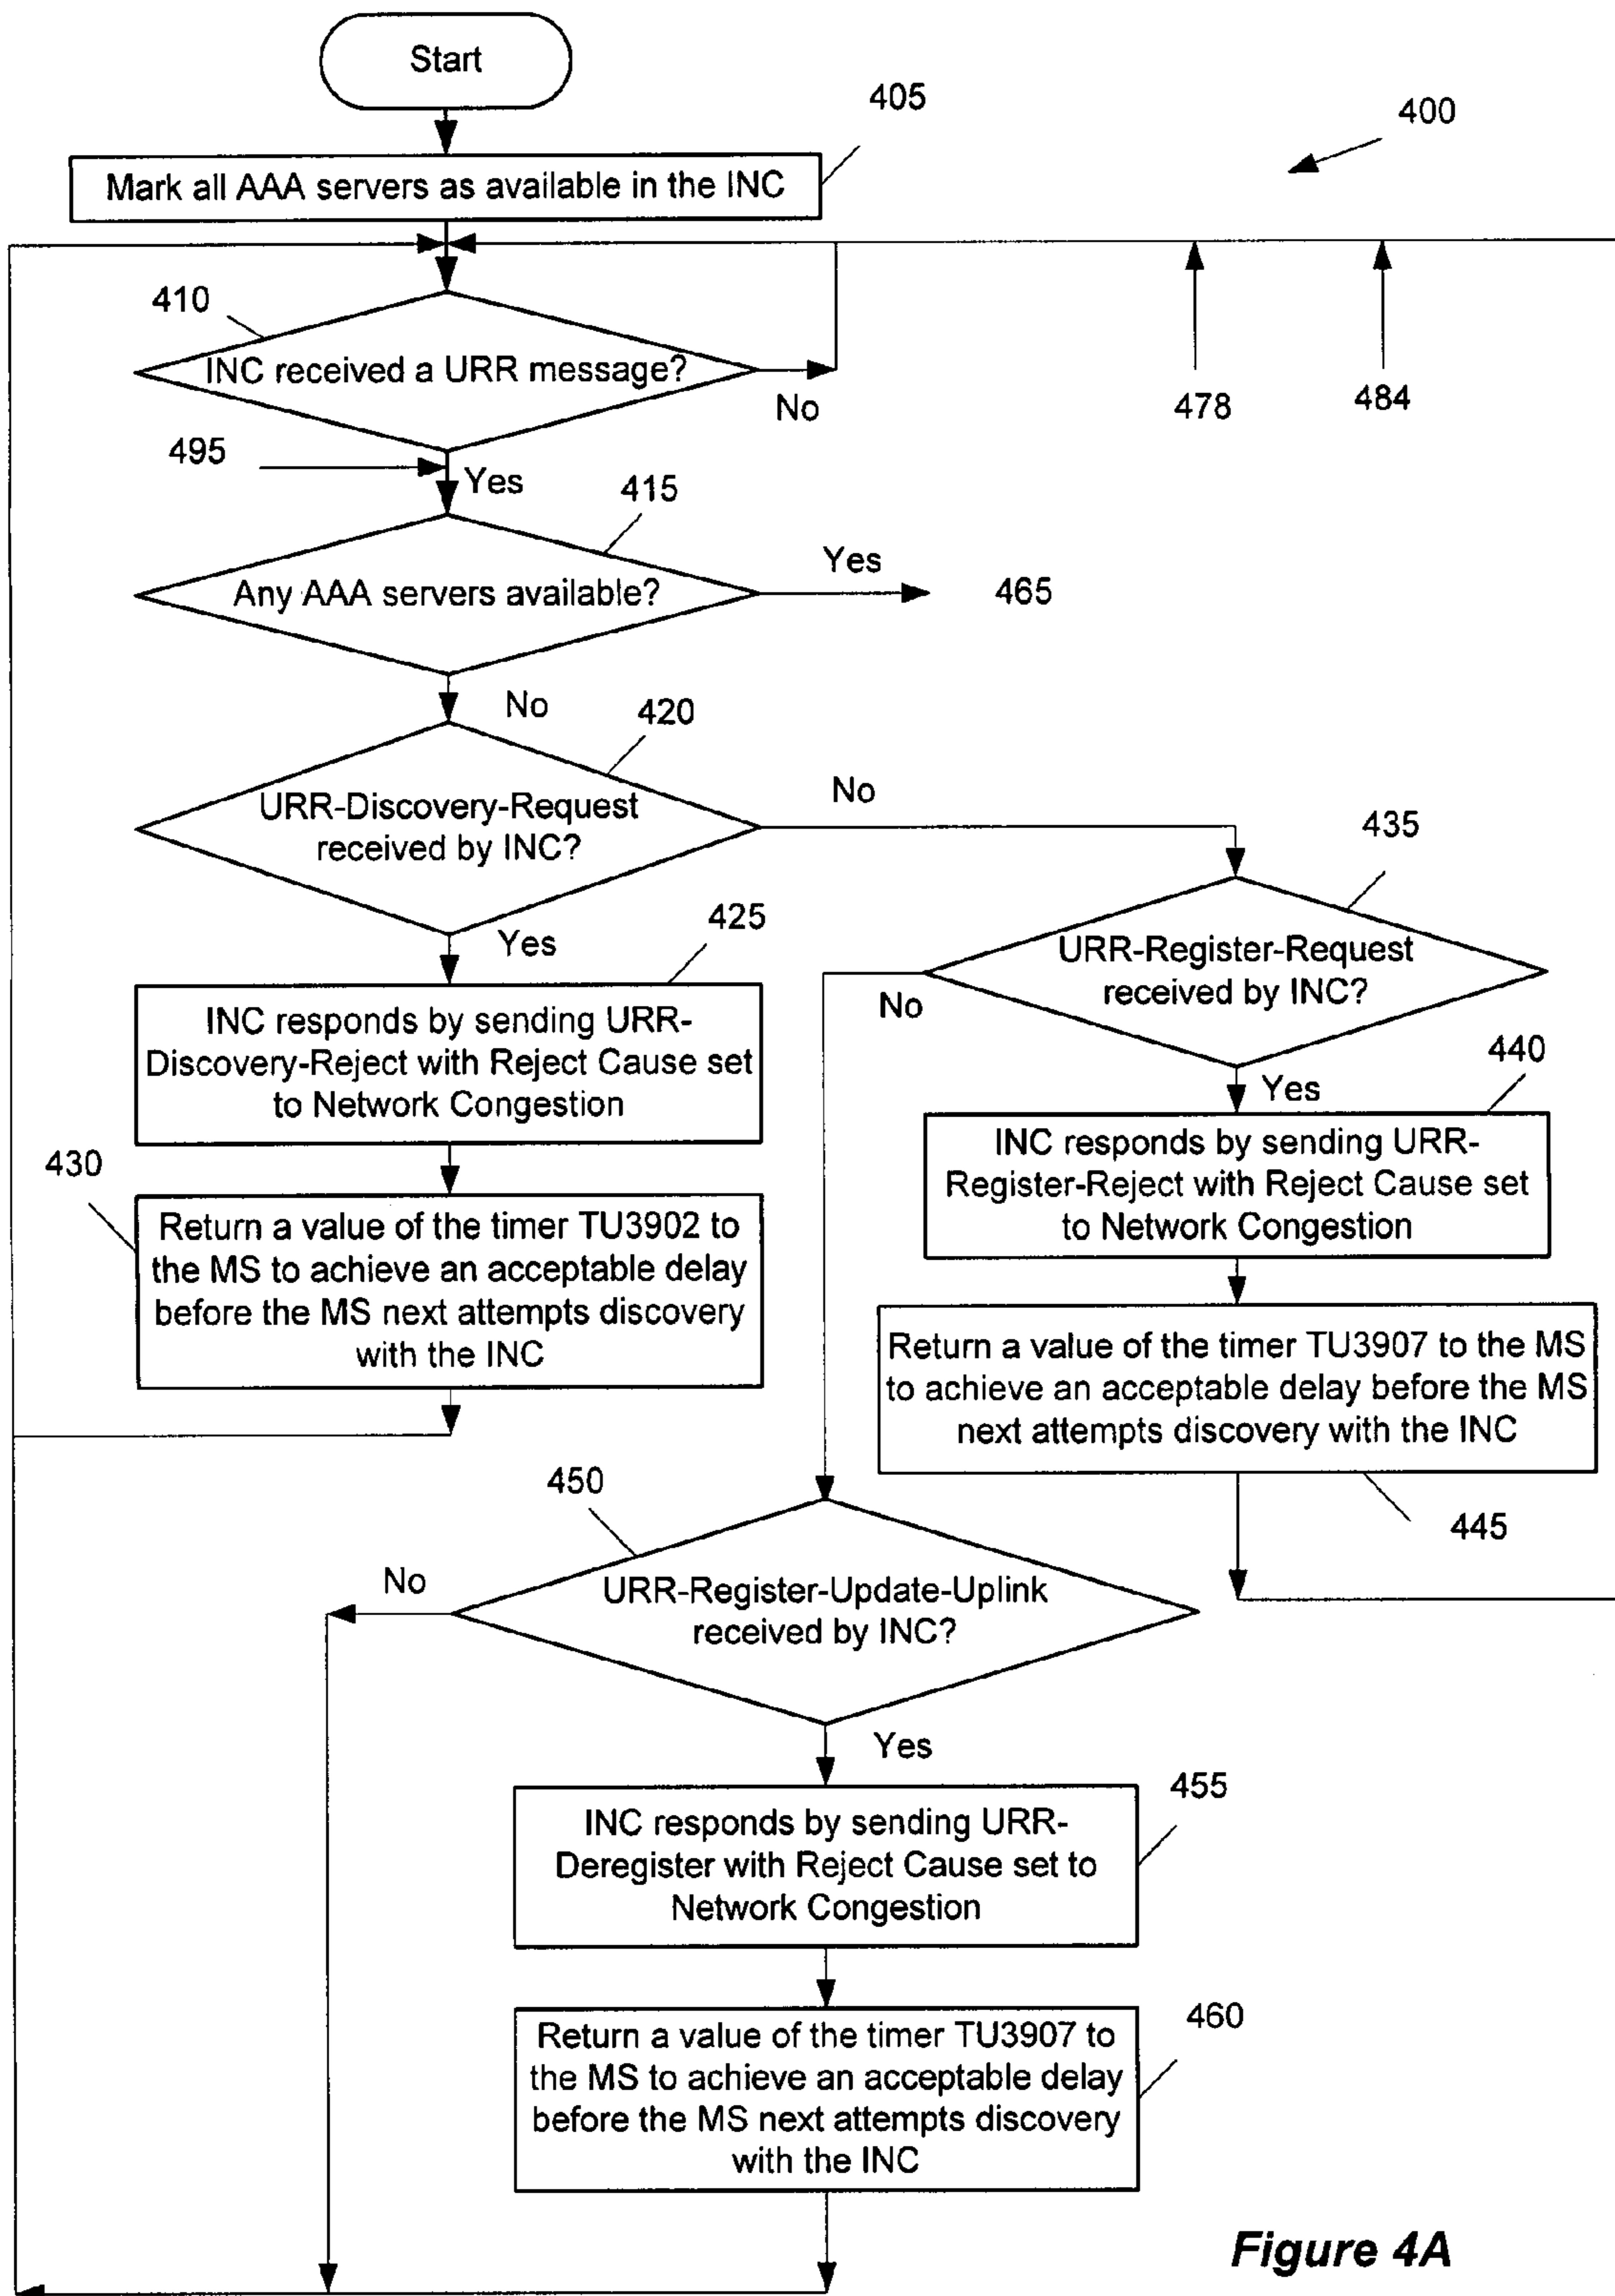 Start
405
400
Mark all AAA servers as available in the INC
410
INC received a URR message?
No
478
484
495
Yes
415
Any AAA servers available?
Yes
465
No
420
URR-Discovery-Request
received by INC?
No
435
URR-Register-Request
received by INC?
No
Yes
425
INC responds by sending URR-
Discovery-Reject with Reject Cause set
to Network Congestion
Yes
440
INC responds by sending URR-
Register-Reject with Reject Cause set
to Network Congestion
430
Return a value of the timer TU3902 to
the MS to achieve an acceptable delay
before the MS next attempts discovery
with the INC
Return a value of the timer TU3907 to the MS
to achieve an acceptable delay before the MS
next attempts discovery with the INC
445
450
No
URR-Register-Update-Uplink
received by INC?
Yes
455
INC responds by sending URR-
Deregister with Reject Cause set to
Network Congestion
460
Return a value of the timer TU3907 to
the MS to achieve an acceptable delay
before the MS next attempts discovery
with the INC
Figure 4A